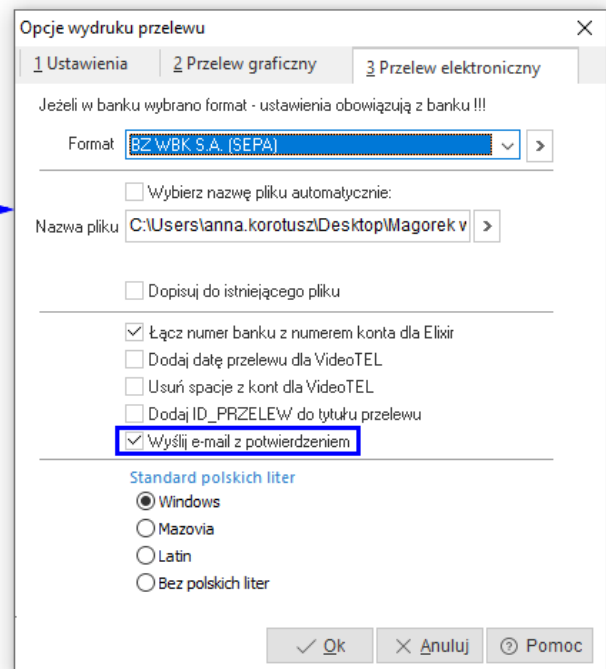 Opcje wydruku przelewu
1 Ustawienia
2 Przelew graficzny
3 Przelew elektroniczny
Jeżeli w banku wybrano format - ustawienia obowiązują z banku !!!
Format BZ WBK S.A. (SEPA)
Wybierz nazwę pliku automatycznie:
Nazwa pliku C:\Users\anna.korotusz\Desktop\Magorek w
Dopisuj do istniejącego pliku
Łącz numer banku z numerem konta dla Elixir
Dodaj datę przelewu dla VideoTEL
Usuń spacje z kont dla VideoTEL
Dodaj ID_PRZELEW do tytułu przelewu
Wyślij e-mail z potwierdzeniem
Standard polskich liter
Windows
Mazovia
Latin
Bez polskich liter
Ok Anuluj Pomoc